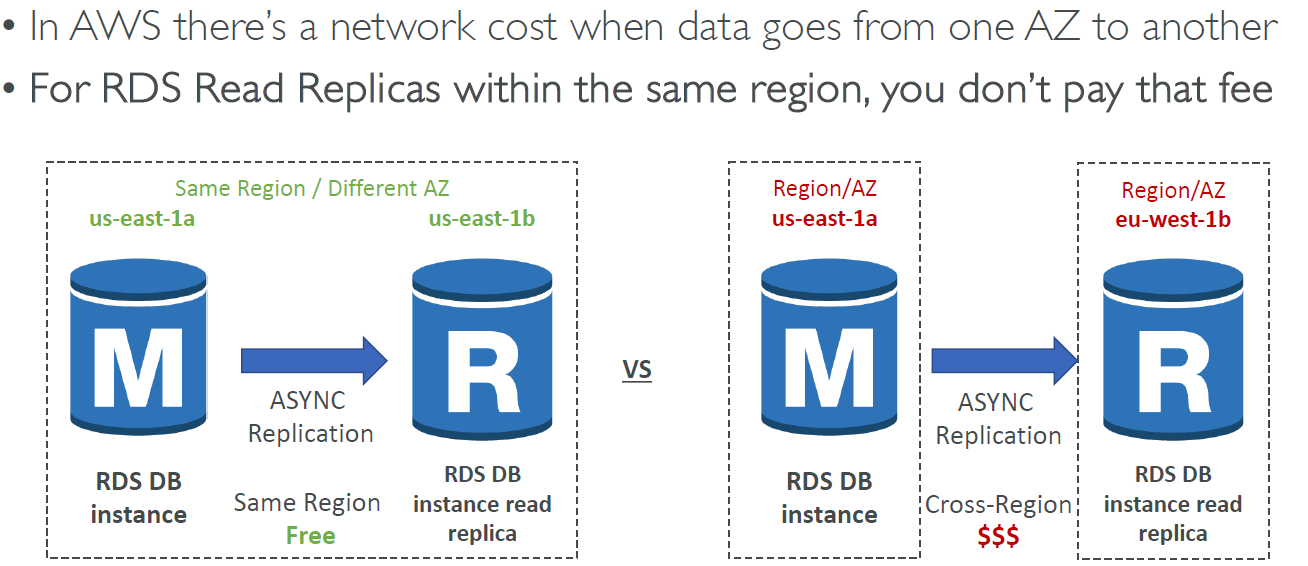 • In AWS there’s a network cost when data goes from one AZ to another
• For RDS Read Replicas within the same region, you don’t pay that fee
Same Region / Different AZ
us-east-1a
us-east-1b
M
ASYNC
Replication
R
RDS DB
instance
Same Region
Free
RDS DB
instance read
replica
vs
Region/AZ
us-east-1a
M
RDS DB
instance
ASYNC
Replication
Cross-Region
$$$
Region/AZ
eu-west-1b
R
RDS DB
instance read
replica